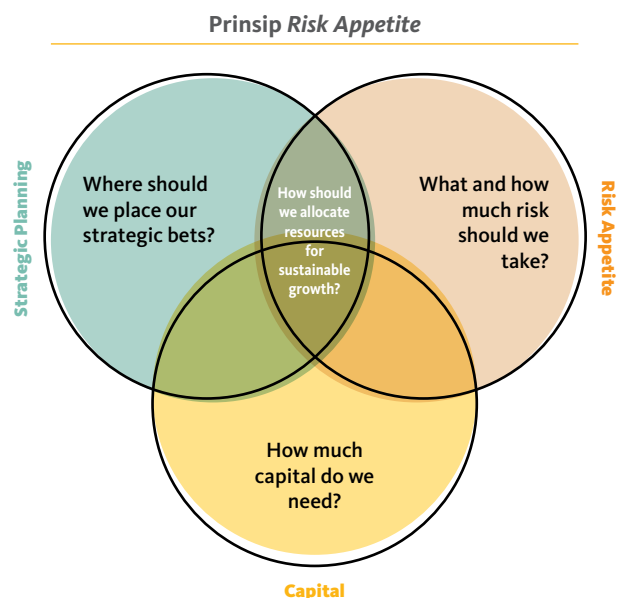 Prinsip Risk Appetite
Strategic Planning
Where should
we place our
strategic bets?
How should
we allocate
resources
for
sustainable
growth?
What and how
much risk
should we
take?
Risk Appetite
How much
capital do we
need?
Capital